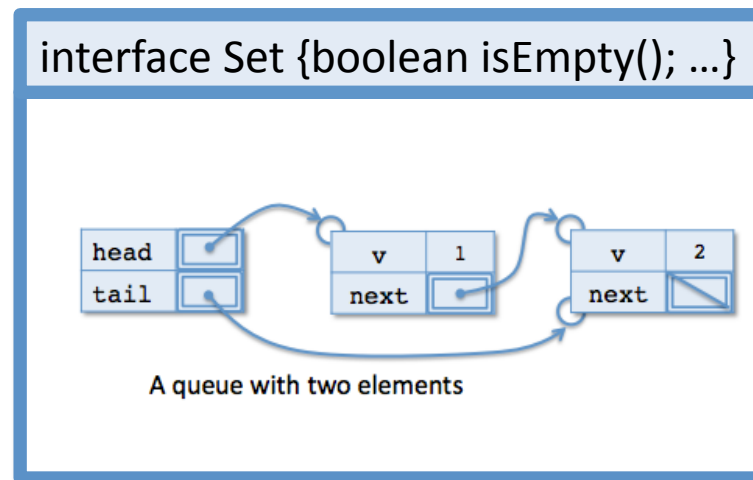 interface Set {boolean isEmpty(); …}
head
v 1
v 2
tail
next
next
A queue with two elements